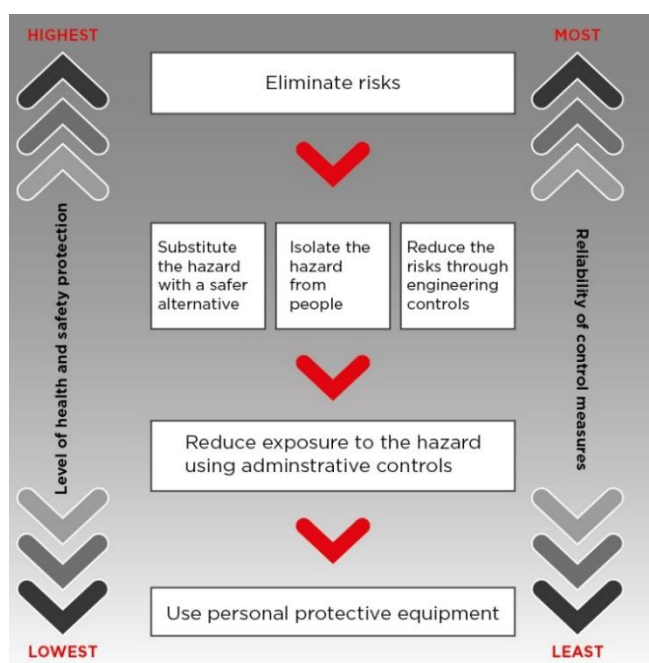 HIGHEST
MOST
Eliminate risks
Level of health and safety protection
Substitute
the hazard
with a safer
alternative
Isolate the
hazard
from
people
Reduce the
risks through
engineering
controls
Reliability of control measures
Reduce exposure to the hazard
using adminstrative controls
Use personal protective equipment
LOWEST
LEAST